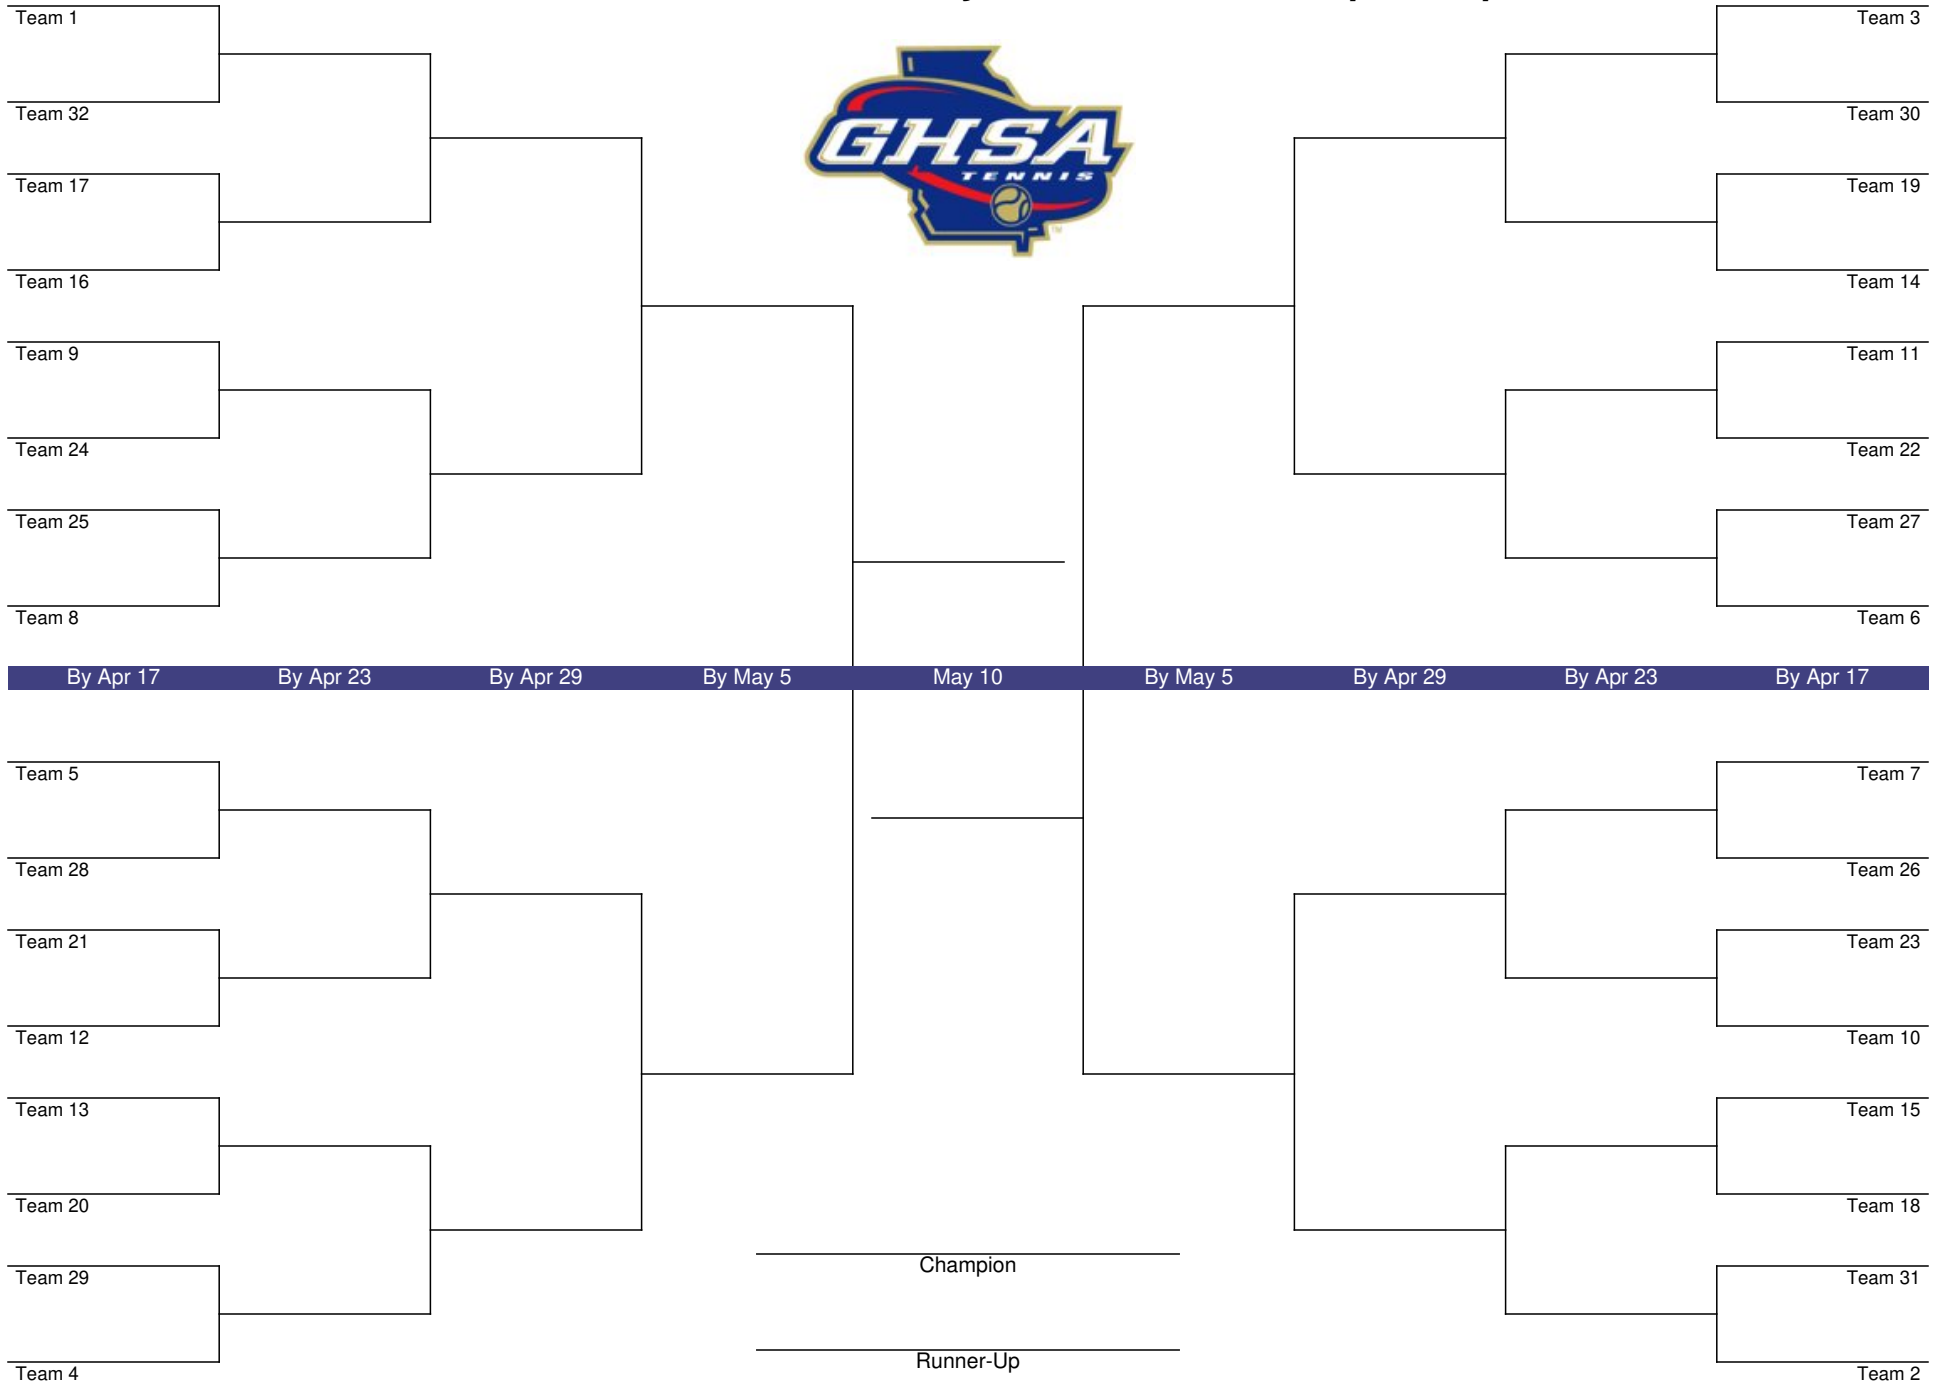 Team 1
Team 32
Team 17
Team 16
Team 9
Team 24
Team 25
Team 8
GHSA
TENNIS
TM
Team 3
Team 30
Team 19
Team 14
Team 11
Team 22
Team 27
Team 6
By Apr 17 By Apr 23 By Apr 29 By May 5 May 10 By May 5 By Apr 29 By Apr 23 By Apr 17
Team 5
Team 28
Team 21
Team 12
Team 13
Team 20
Team 29
Team 4
Champion
Runner-Up
Team 7
Team 26
Team 23
Team 10
Team 15
Team 18
Team 31
Team 2